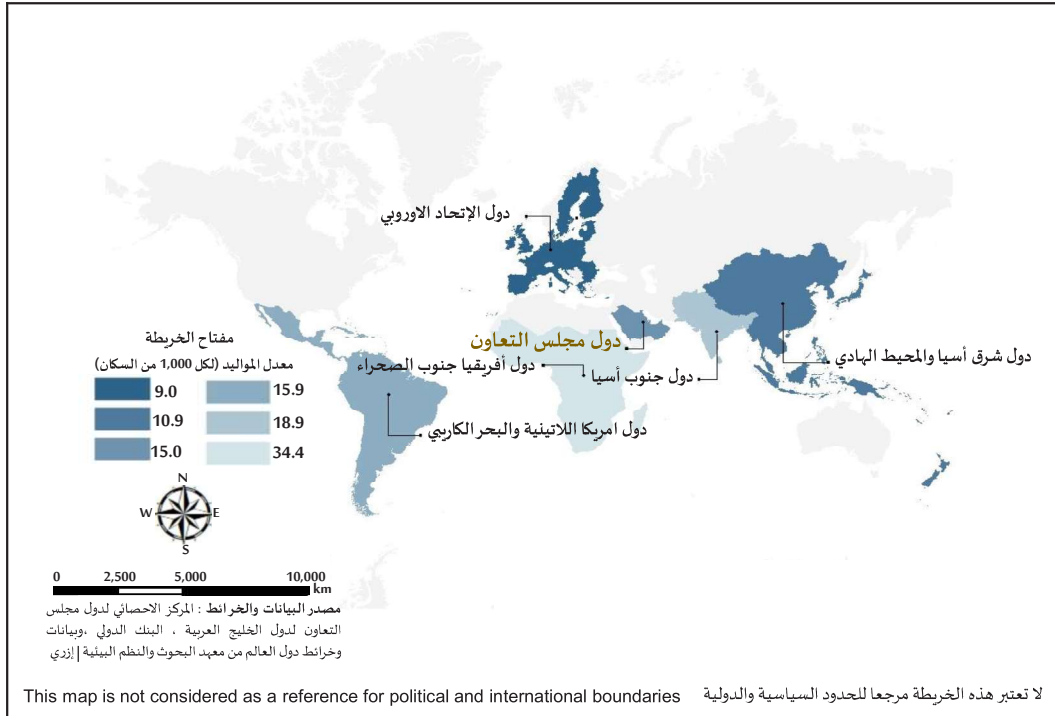 دول الإتحاد الاوروبي
دول مجلس التعاون
دول شرق أسيا والمحيط الهادي
دول أفريقيا جنوب الصحراء
دول جنوب أسيا
دول امريكا اللاتينية والبحر الكاريبي
مفتاح الخريطة
معدل المواليد (لكل 1,000 من السكان)
9.0 15.9
10.9 18.9
15.0 34.4
N
W E
S
0 2,500 5,000 10,000
km
مصدر البيانات والخرائط : المركز الاحصائي لدول مجلس
التعاون لدول الخليج العربية ، البنك الدولي ،وبيانات
وخرائط دول العالم من معهد البحوث والنظم البيئية | إزري
This map is not considered as a reference for political and international boundaries لا تعتبر هذه الخريطة مرجعا للحدود السياسية والدولية